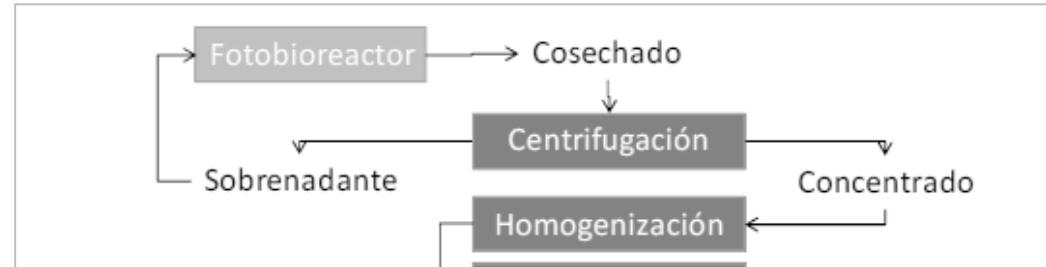 Fotobioreactor
Cosechado
Centrifugación
Sobrenadante
Concentrado
Homogenización